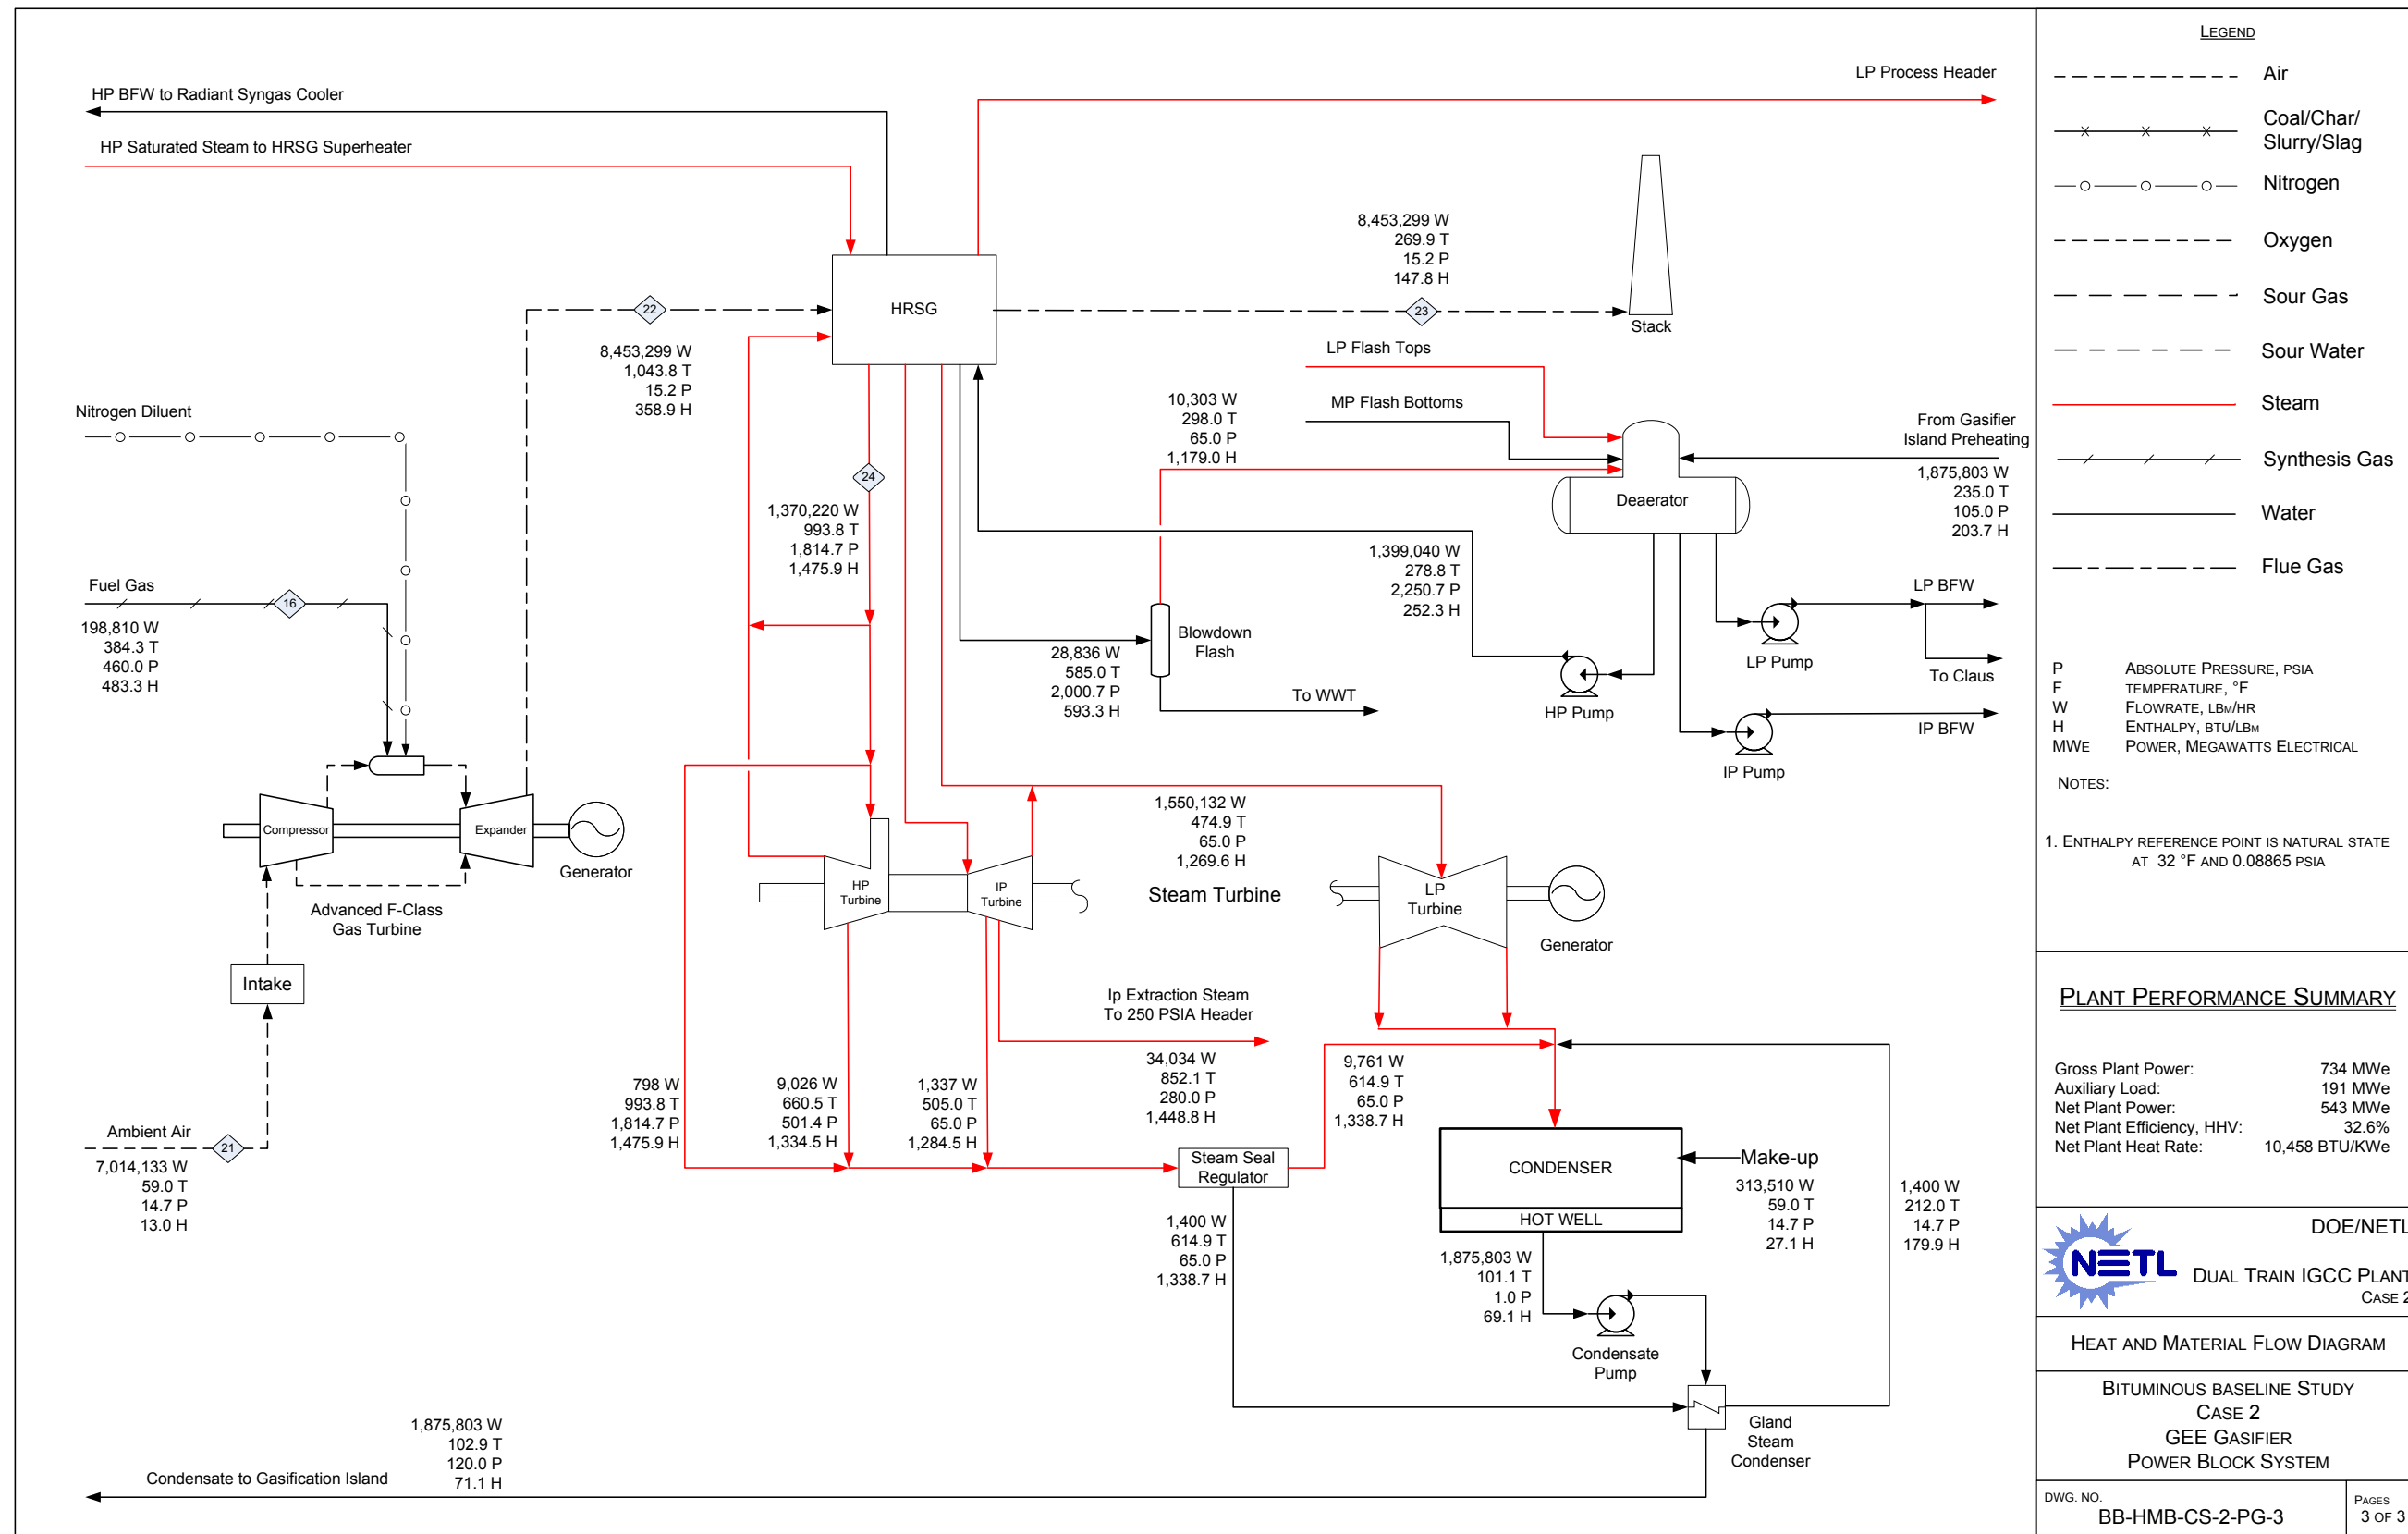 HP BFW to Radiant Syngas Cooler
HP Saturated Steam to HRSG Superheater
LP Process Header
HRSG
8,453,299 W
269.9 T
15.2 P
147.8 H
22
23
Stack
8,453,299 W
1,043.8 T
15.2 P
358.9 H
Nitrogen Diluent
LP Flash Tops
MP Flash Bottoms
10,303 W
298.0 T
65.0 P
1,179.0 H
From Gasifier
Island Preheating
1,875,803 W
235.0 T
105.0 P
203.7 H
Deaerator
24
1,370,220 W
993.8 T
1,814.7 P
1,475.9 H
1,399,040 W
278.8 T
2,250.7 P
252.3 H
Fuel Gas
16
198,810 W
384.3 T
460.0 P
483.3 H
LP BFW
LP Pump
To Claus
Blowdown
Flash
28,836 W
585.0 T
2,000.7 P
593.3 H
To WWT
HP Pump
IP BFW
IP Pump
Compressor
Expander
Generator
Advanced F-Class
Gas Turbine
Intake
1,550,132 W
474.9 T
65.0 P
1,269.6 H
HP
Turbine
IP
Turbine
Steam Turbine
LP
Turbine
Generator
Ip Extraction Steam
To 250 PSIA Header
798 W
993.8 T
1,814.7 P
1,475.9 H
9,026 W
660.5 T
501.4 P
1,334.5 H
1,337 W
505.0 T
65.0 P
1,284.5 H
34,034 W
852.1 T
280.0 P
1,448.8 H
9,761 W
614.9 T
65.0 P
1,338.7 H
Ambient Air
21
7,014,133 W
59.0 T
14.7 P
13.0 H
Steam Seal
Regulator
CONDENSER
HOT WELL
Make-up
313,510 W
59.0 T
14.7 P
27.1 H
1,400 W
212.0 T
14.7 P
179.9 H
1,400 W
614.9 T
65.0 P
1,338.7 H
1,875,803 W
101.1 T
1.0 P
69.1 H
Condensate
Pump
Gland
Steam
Condenser
1,875,803 W
102.9 T
120.0 P
71.1 H
Condensate to Gasification Island
LEGEND
Air
Coal/Char/
Slurry/Slag
Nitrogen
Oxygen
Sour Gas
Sour Water
Steam
Synthesis Gas
Water
Flue Gas
P ABSOLUTE PRESSURE, PSIA
F TEMPERATURE, °F
W FLOWRATE, LBM/HR
H ENTHALPY, BTU/LBM
MWE POWER, MEGAWATTS ELECTRICAL
NOTES:
1. ENTHALPY REFERENCE POINT IS NATURAL STATE
AT 32 °F AND 0.08865 PSIA
PLANT PERFORMANCE SUMMARY
Gross Plant Power: 734 MWe
Auxiliary Load: 191 MWe
Net Plant Power: 543 MWe
Net Plant Efficiency, HHV: 32.6%
Net Plant Heat Rate: 10,458 BTU/KWe
NETL
DOE/NETL
DUAL TRAIN IGCC PLANT
CASE 2
HEAT AND MATERIAL FLOW DIAGRAM
BITUMINOUS BASELINE STUDY
CASE 2
GEE GASIFIER
POWER BLOCK SYSTEM
DWG. NO.
BB-HMB-CS-2-PG-3
PAGES
3 OF 3